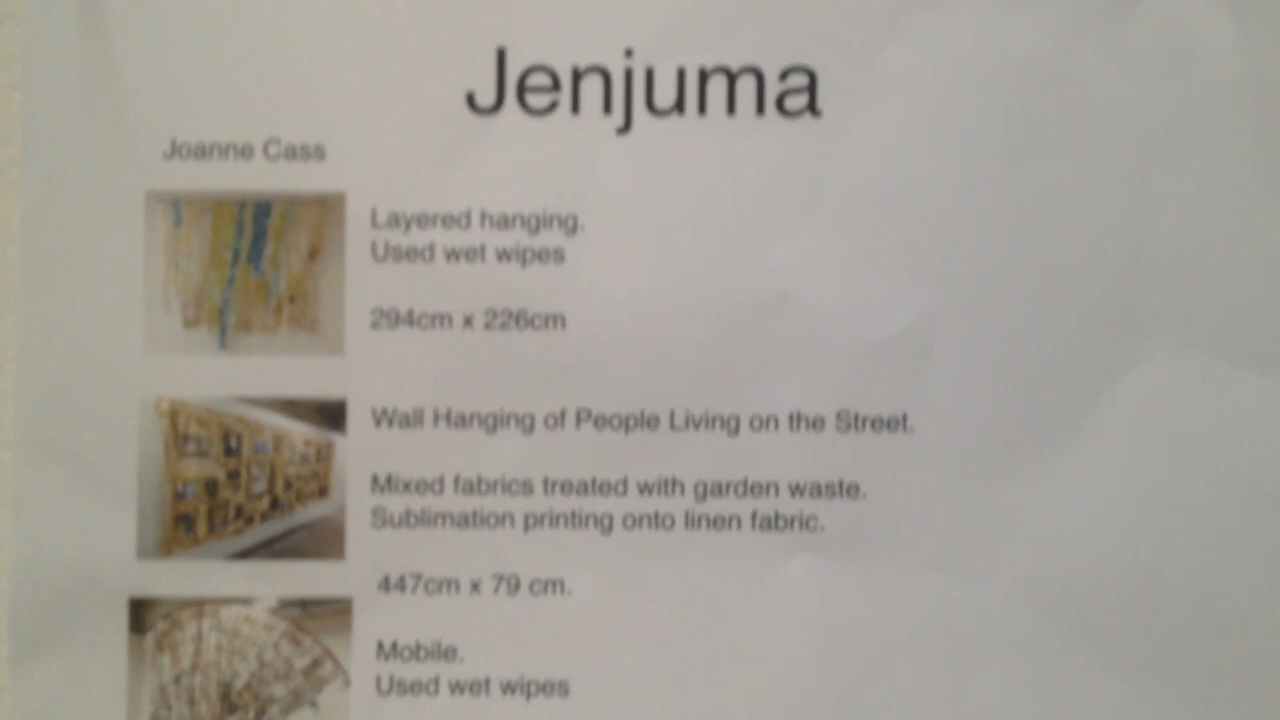 Jenjuma
Joanne Cass
Layered hanging.
Used wet wipes
294cm x 226cm
Wall Hanging of People Living on the Street.
Mixed fabrics treated with garden waste.
Sublimation printing onto linen fabric.
447cm x 79 cm.
Mobile.
Used wet wipes